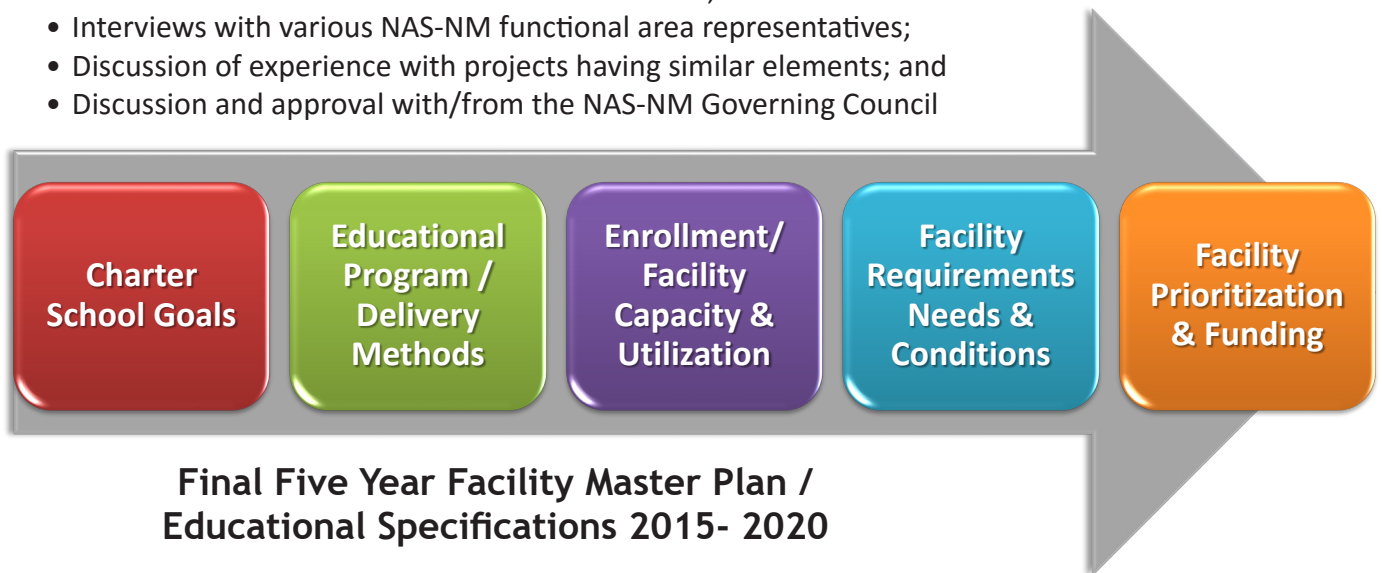 • Interviews with various NAS-NM functional area representatives;
• Discussion of experience with projects having similar elements; and
• Discussion and approval with/from the NAS-NM Governing Council
Charter
School Goals
Educational
Program /
Delivery
Methods
Enrollment/
Facility
Capacity &
Utilization
Facility
Requirements
Needs &
Conditions
Facility
Prioritization
& Funding
Final Five Year Facility Master Plan /
Educational Specifications 2015- 2020